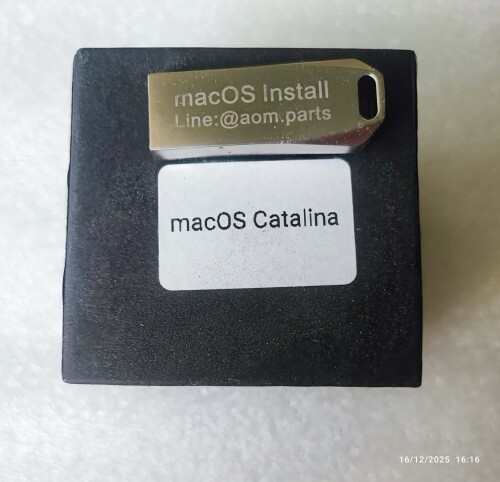 macOS Install
Line:@aom.parts
macOS Catalina
16/12/2025 16:16